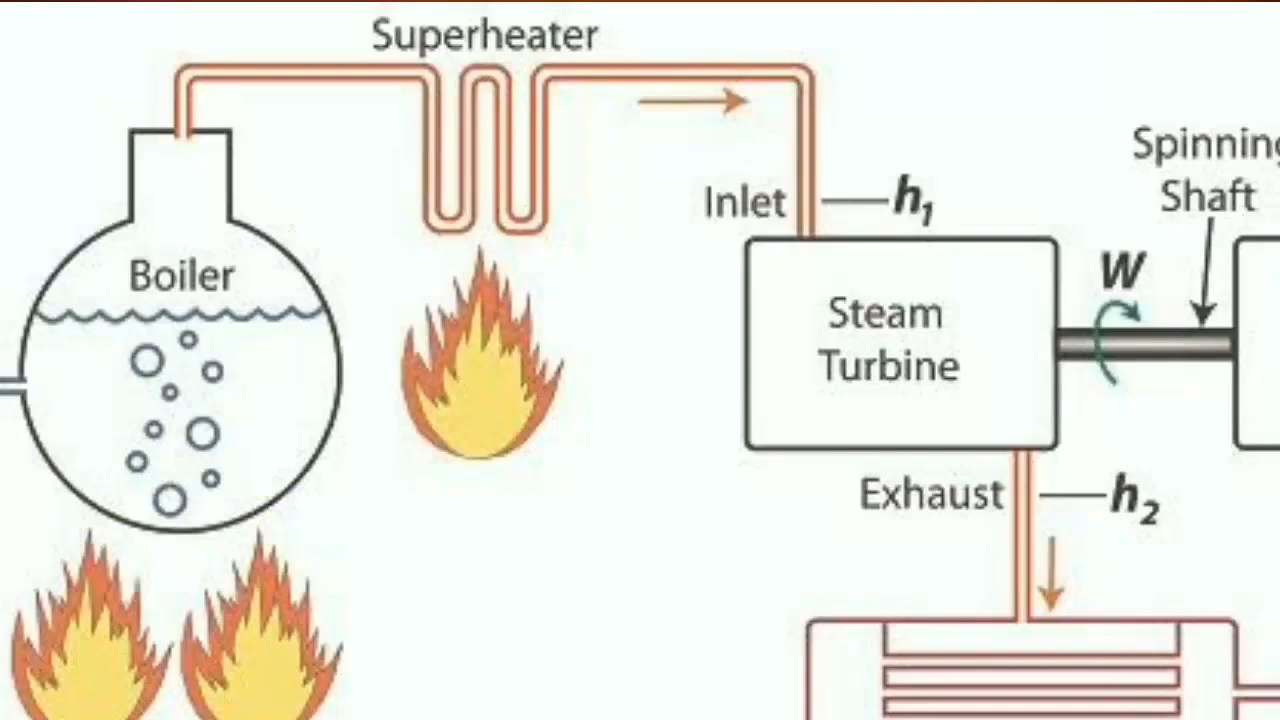 Superheater
Spinning
Shaft
Inlet
h₁
Boiler
W
Steam
Turbine
Exhaust
h₂